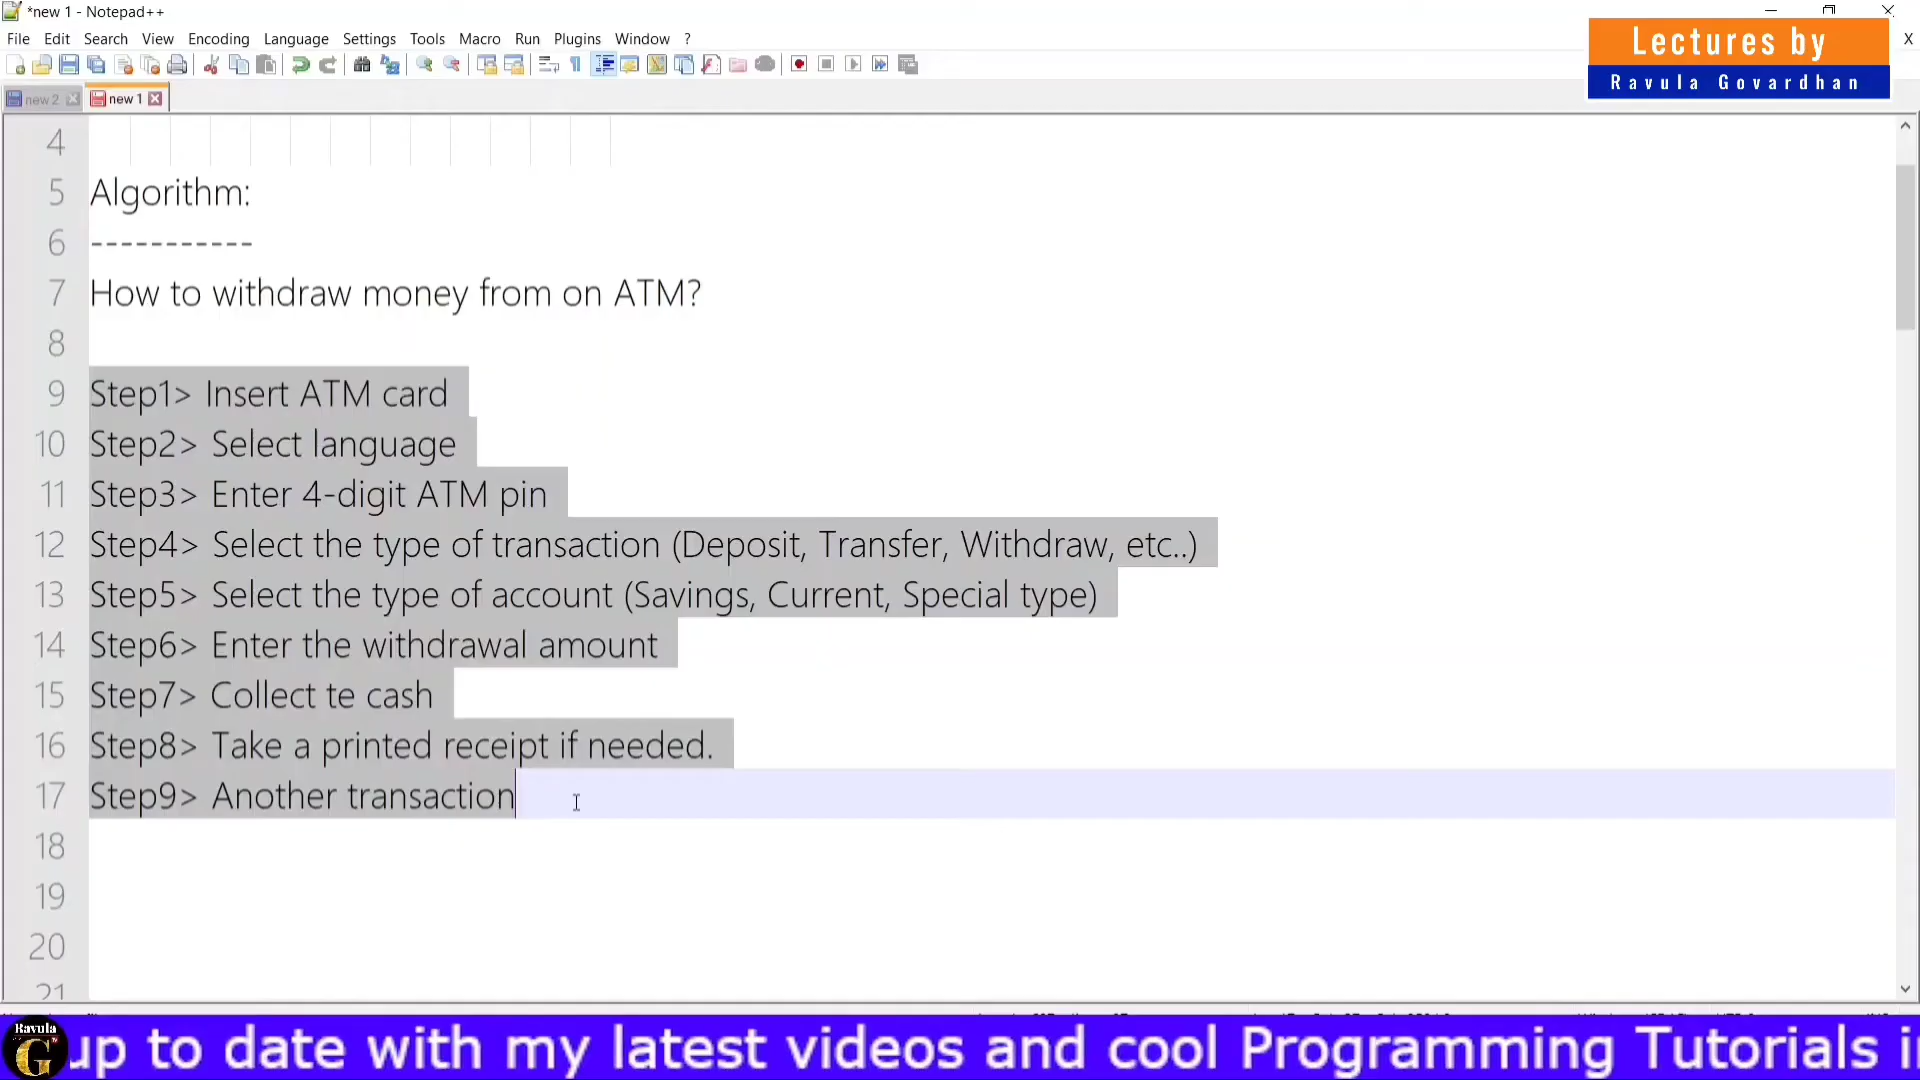 *new 1 - Notepad++
File Edit Search View Encoding Language Settings Tools Macro Run Plugins Window ? X
Lectures by
Ravula Govardhan
new 2 new 1
4
5 Algorithm:
6 -----------
7 How to withdraw money from on ATM?
8
9 Step1> Insert ATM card
10 Step2> Select language
11 Step3> Enter 4-digit ATM pin
12 Step4> Select the type of transaction (Deposit, Transfer, Withdraw, etc..)
13 Step5> Select the type of account (Savings, Current, Special type)
14 Step6> Enter the withdrawal amount
15 Step7> Collect te cash
16 Step8> Take a printed receipt if needed.
17 Step9> Another transaction
18
19
20
21
Ravula
G
up to date with my latest videos and cool Programming Tutorials